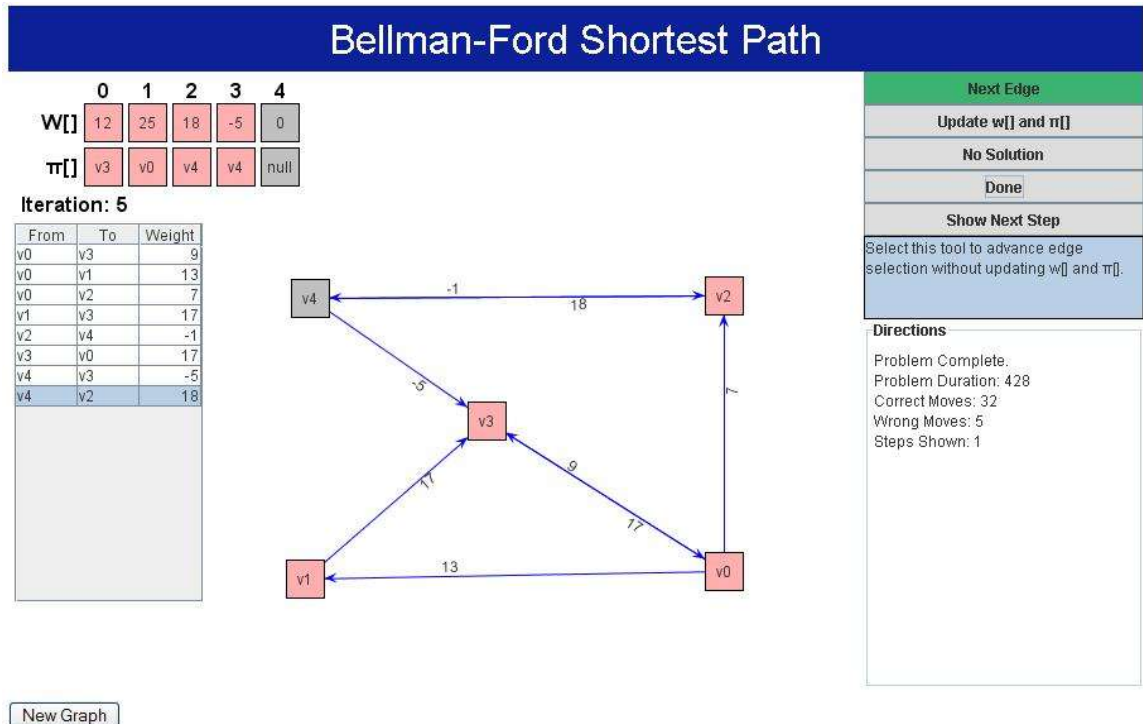 Bellman-Ford Shortest Path
0 1 2 3 4
W[] 12 25 18 -5 0
π[] v3 v0 v4 v4 null
Iteration: 5
From To Weight
v0 v3 9
v0 v1 13
v0 v2 7
v1 v3 17
v2 v4 -1
v3 v0 17
v4 v3 -5
v4 v2 18
v4
-1
18
v2
-5
7
v3
17
9
17
v1
13
v0
Next Edge
Update w[] and π[]
No Solution
Done
Show Next Step
Select this tool to advance edge
selection without updating w[] and π[].
Directions
Problem Complete.
Problem Duration: 428
Correct Moves: 32
Wrong Moves: 5
Steps Shown: 1
New Graph